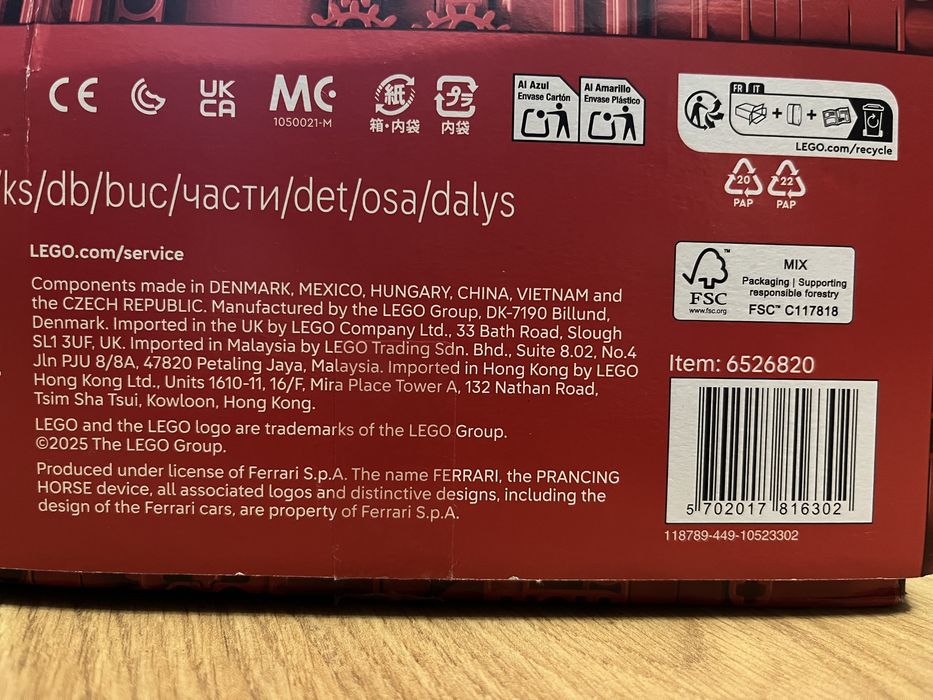 CE
UK
CA
MC
1050021-M
紙
箱・内袋
プラ
内袋
Al Azul
Envase Cartón
Al Amarillo
Envase Plástico
FR IT
+ +
LEGO.com/recycle
20
PAP
22
PAP
/ks/db/buc/части/det/osa/dalys
LEGO.com/service
Components made in DENMARK, MEXICO, HUNGARY, CHINA, VIETNAM and
the CZECH REPUBLIC. Manufactured by the LEGO Group, DK-7190 Billund,
Denmark. Imported in the UK by LEGO Company Ltd., 33 Bath Road, Slough
SL1 3UF, UK. Imported in Malaysia by LEGO Trading Sdn. Bhd., Suite 8.02, No.4
Jln PJU 8/8A, 47820 Petaling Jaya, Malaysia. Imported in Hong Kong by LEGO
Hong Kong Ltd., Units 1610-11, 16/F, Mira Place Tower A, 132 Nathan Road,
Tsim Sha Tsui, Kowloon, Hong Kong.
LEGO and the LEGO logo are trademarks of the LEGO Group.
©2025 The LEGO Group.
Produced under license of Ferrari S.p.A. The name FERRARI, the PRANCING
HORSE device, all associated logos and distinctive designs, including the
design of the Ferrari cars, are property of Ferrari S.p.A.
FSC
www.fsc.org
MIX
Packaging | Supporting
responsible forestry
FSC™ C117818
Item: 6526820
5 702017 816302
118789-449-10523302